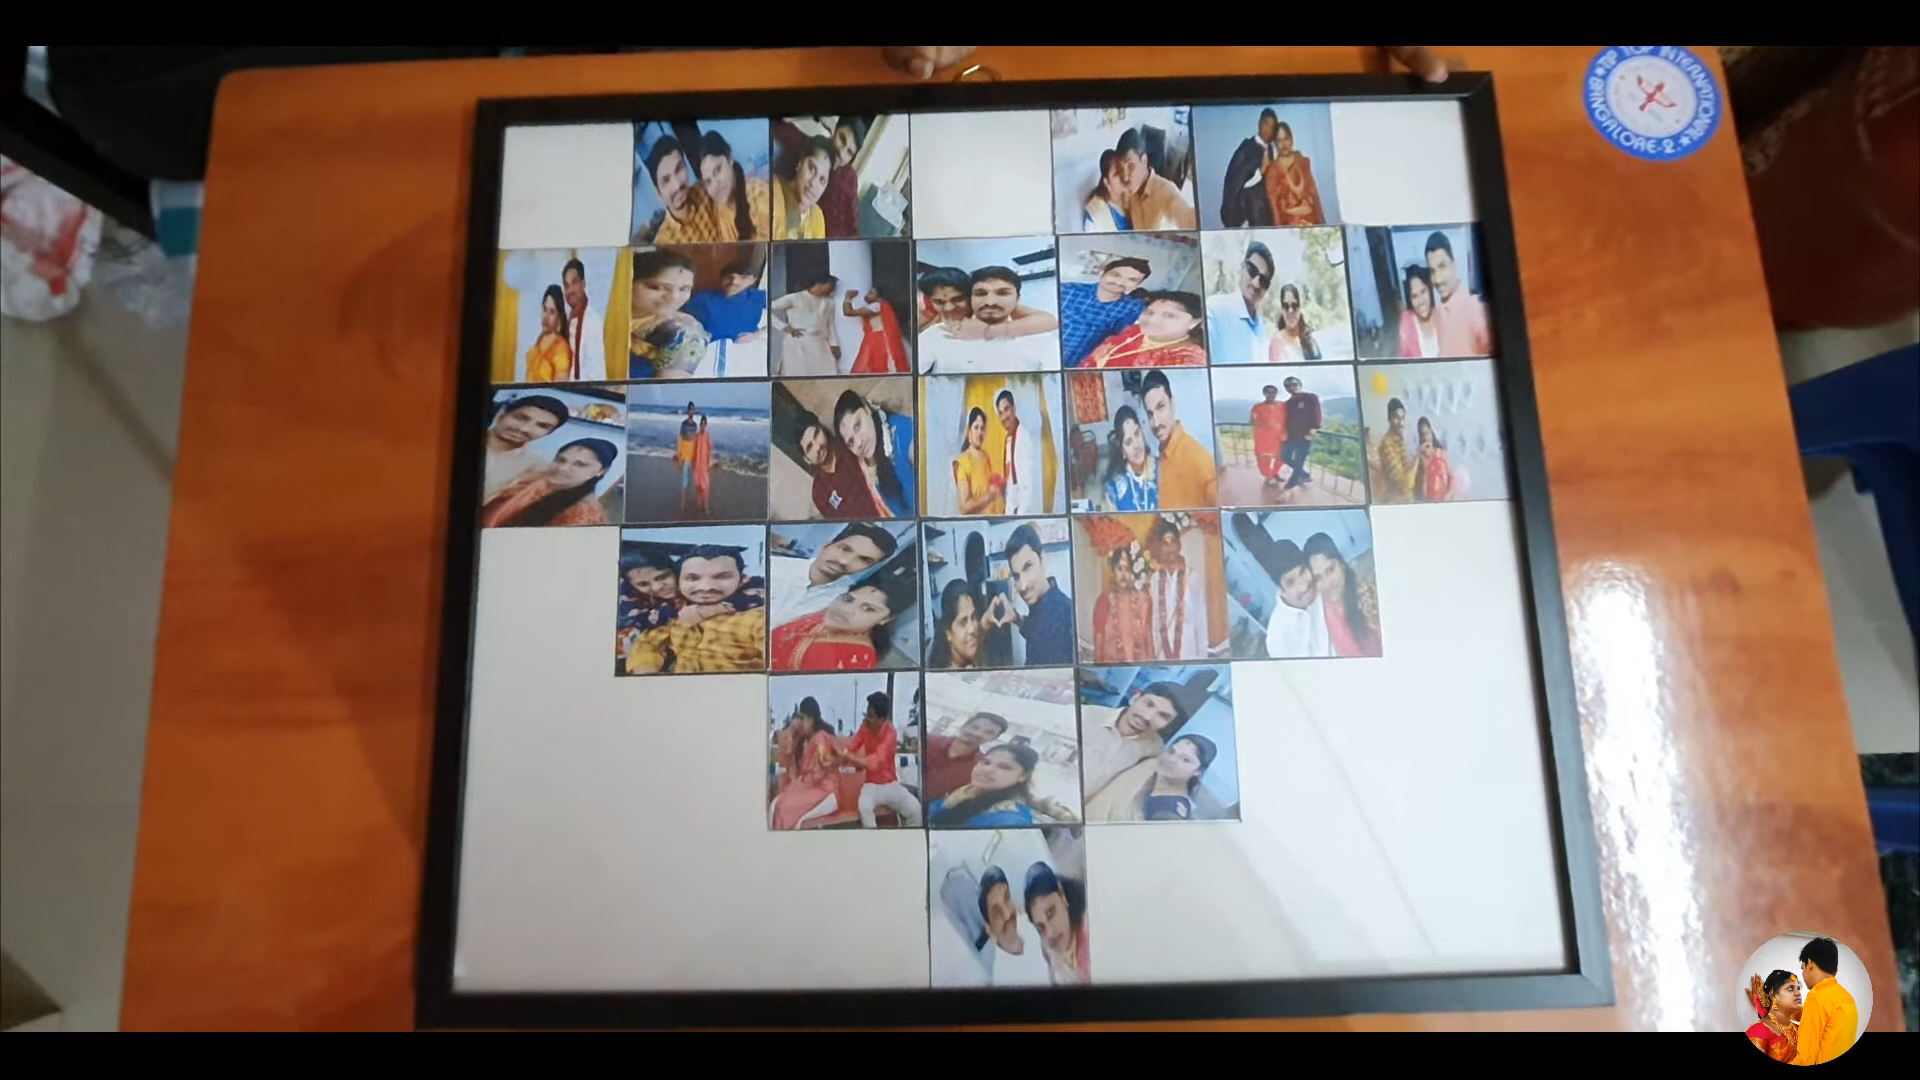 ★ TIP TOP INTERNATIONAL ★
BANGALORE-2.